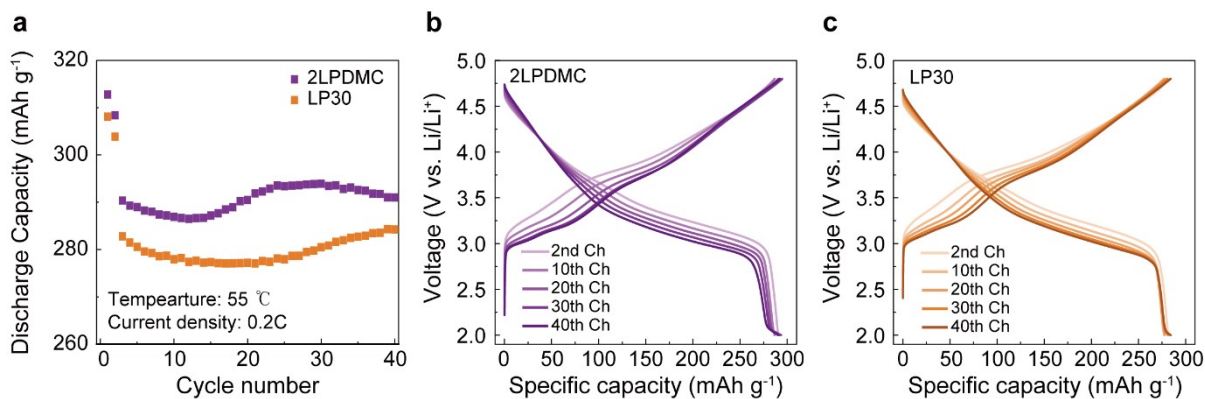 a
Discharge Capacity (mAh g⁻¹)
320
300
280
260
2LPDMC
LP30
Tempearture: 55 ℃
Current density: 0.2C
0
10
20
30
40
Cycle number
b
Voltage (V vs. Li/Li⁺)
5.0
4.5
4.0
3.5
3.0
2.5
2.0
2LPDMC
2nd Ch
10th Ch
20th Ch
30th Ch
40th Ch
0
50
100
150
200
250
300
Specific capacity (mAh g⁻¹)
c
Voltage (V vs. Li/Li⁺)
5.0
4.5
4.0
3.5
3.0
2.5
2.0
LP30
2nd Ch
10th Ch
20th Ch
30th Ch
40th Ch
0
50
100
150
200
250
300
Specific capacity (mAh g⁻¹)